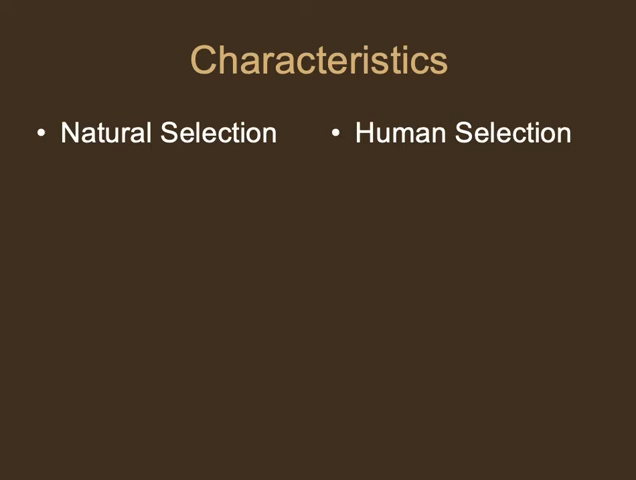 Characteristics
• Natural Selection
• Human Selection